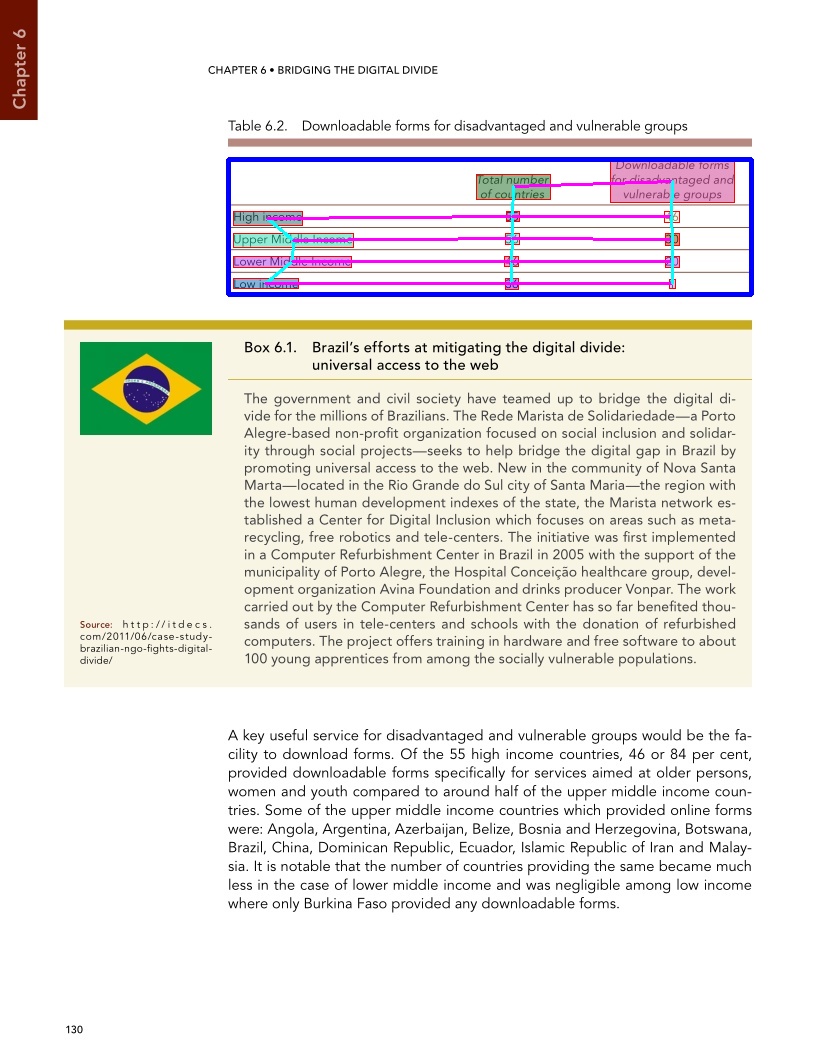 Chapter 6
CHAPTER 6 • BRIDGING THE DIGITAL DIVIDE
Table 6.2. Downloadable forms for disadvantaged and vulnerable groups
Total number
of countries
Downloadable forms
for disadvantaged and
vulnerable groups
High income
Upper Middle Income
Lower Middle Income
Low income
Box 6.1. Brazil’s efforts at mitigating the digital divide:
universal access to the web
The government and civil society have teamed up to bridge the digital di-
vide for the millions of Brazilians. The Rede Marista de Solidariedade—a Porto
Alegre-based non-profit organization focused on social inclusion and solidar-
ity through social projects—seeks to help bridge the digital gap in Brazil by
promoting universal access to the web. New in the community of Nova Santa
Marta—located in the Rio Grande do Sul city of Santa Maria—the region with
the lowest human development indexes of the state, the Marista network es-
tablished a Center for Digital Inclusion which focuses on areas such as meta-
recycling, free robotics and tele-centers. The initiative was first implemented
in a Computer Refurbishment Center in Brazil in 2005 with the support of the
municipality of Porto Alegre, the Hospital Conceição healthcare group, devel-
opment organization Avina Foundation and drinks producer Vonpar. The work
carried out by the Computer Refurbishment Center has so far benefited thou-
sands of users in tele-centers and schools with the donation of refurbished
computers. The project offers training in hardware and free software to about
100 young apprentices from among the socially vulnerable populations.
Source: http://itdecs.
com/2011/06/case-study-
brazilian-ngo-fights-digital-
divide/
A key useful service for disadvantaged and vulnerable groups would be the fa-
cility to download forms. Of the 55 high income countries, 46 or 84 per cent,
provided downloadable forms specifically for services aimed at older persons,
women and youth compared to around half of the upper middle income coun-
tries. Some of the upper middle income countries which provided online forms
were: Angola, Argentina, Azerbaijan, Belize, Bosnia and Herzegovina, Botswana,
Brazil, China, Dominican Republic, Ecuador, Islamic Republic of Iran and Malay-
sia. It is notable that the number of countries providing the same became much
less in the case of lower middle income and was negligible among low income
where only Burkina Faso provided any downloadable forms.
130